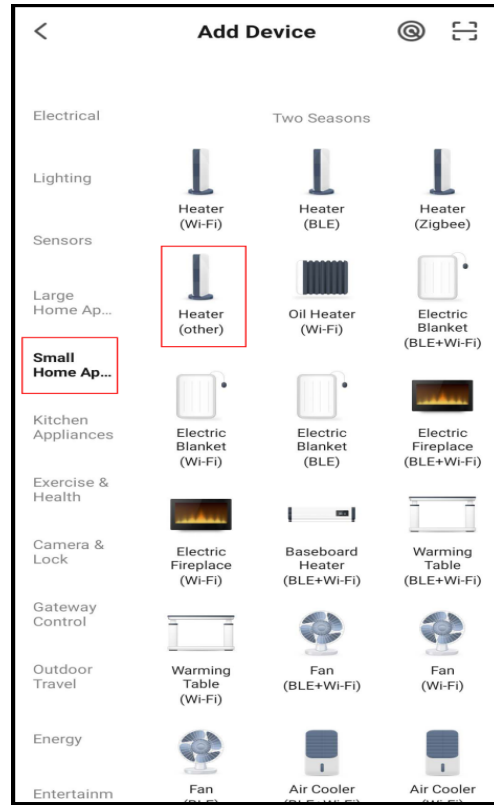 Add Device
Electrical
Lighting
Sensors
Large
Home Ap...
Small
Home Ap...
Kitchen
Appliances
Exercise &
Health
Camera &
Lock
Gateway
Control
Outdoor
Travel
Energy
Entertainm
Two Seasons
Heater
(Wi-Fi)
Heater
(BLE)
Heater
(Zigbee)
Heater
(other)
Oil Heater
(Wi-Fi)
Electric
Blanket
(BLE+Wi-Fi)
Electric
Blanket
(Wi-Fi)
Electric
Blanket
(BLE)
Electric
Fireplace
(BLE+Wi-Fi)
Electric
Fireplace
(Wi-Fi)
Baseboard
Heater
(BLE+Wi-Fi)
Warming
Table
(BLE+Wi-Fi)
Warming
Table
(Wi-Fi)
Fan
(BLE+Wi-Fi)
Fan
(Wi-Fi)
Fan
Air Cooler
Air Cooler